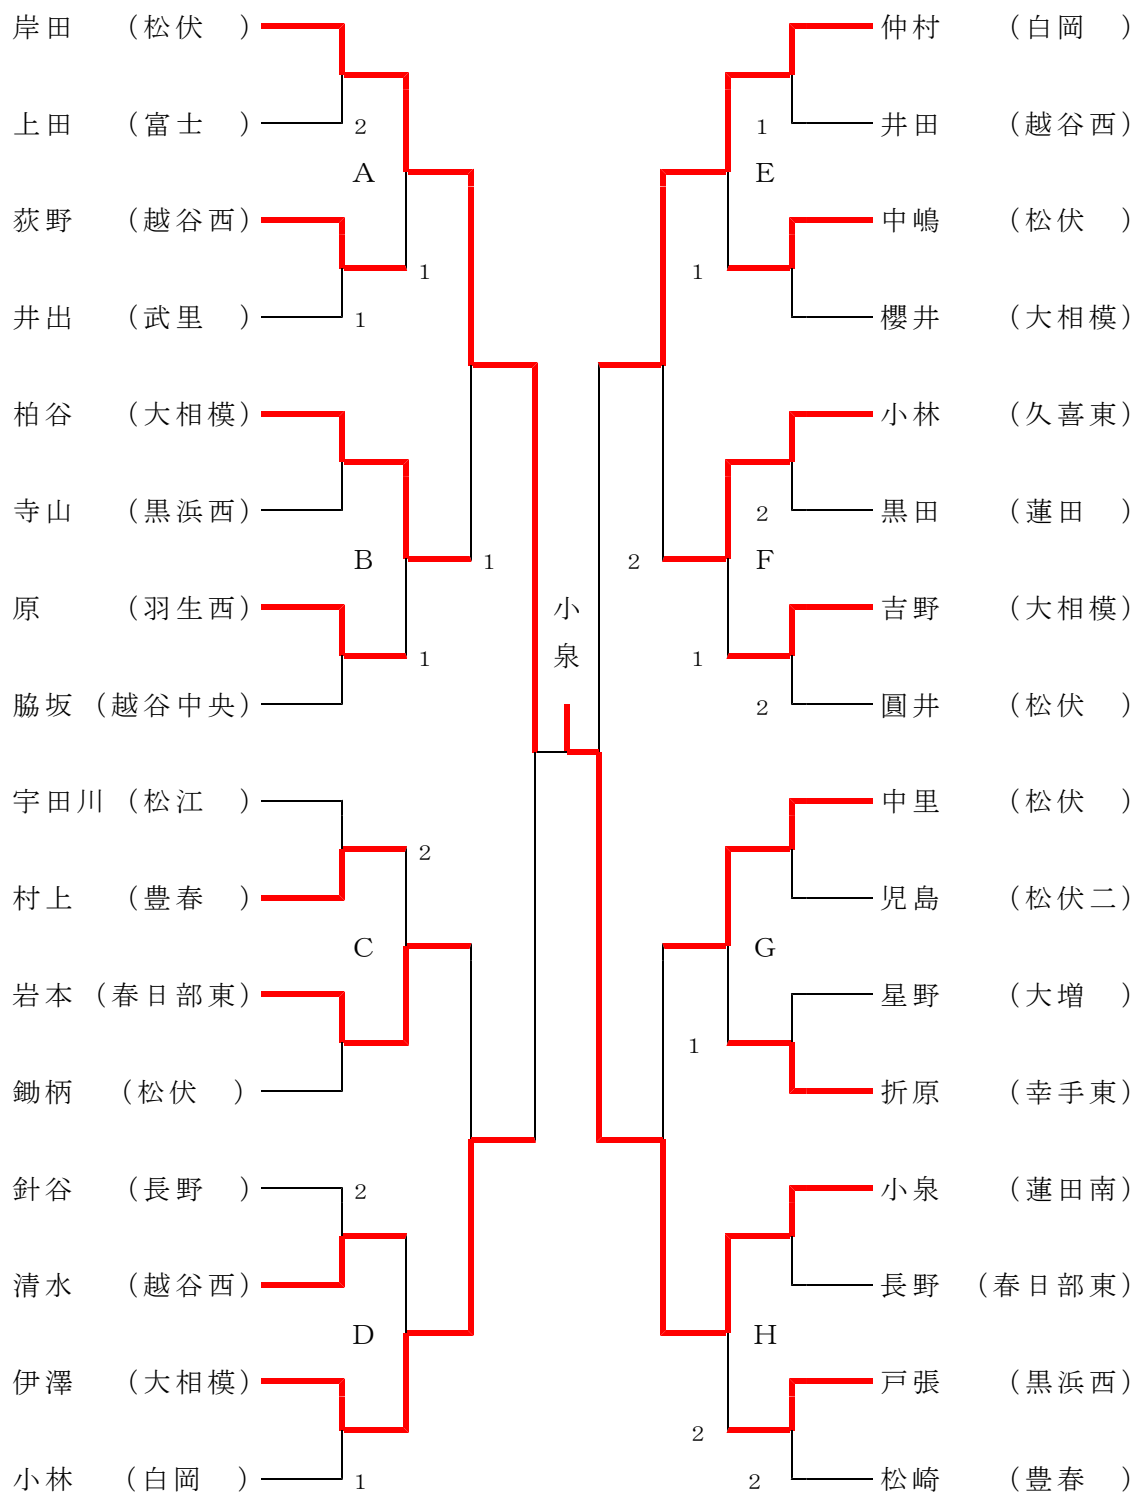 岸田 （松伏　）
上田 （富士　） 2
A
荻野 （越谷西）
1
井出 （武里　） 1
柏谷 （大相模）
寺山 （黒浜西）
B 1
原 （羽生西）
1
脇坂 （越谷中央）
宇田川 （松江　）
2
村上 （豊春　）
C
岩本 （春日部東）
鋤柄 （松伏　）
針谷 （長野　） 2
清水 （越谷西）
D
伊澤 （大相模）
小林 （白岡　） 1
小泉
仲村 （白岡　）
1 井田 （越谷西）
E
中嶋 （松伏　）
1
櫻井 （大相模）
小林 （久喜東）
2 黒田 （蓮田　）
2 F
吉野 （大相模）
1
2 圓井 （松伏　）
中里 （松伏　）
児島 （松伏二）
G
星野 （大増　）
1
折原 （幸手東）
小泉 （蓮田南）
長野 （春日部東）
H
戸張 （黒浜西）
2
2 松崎 （豊春　）